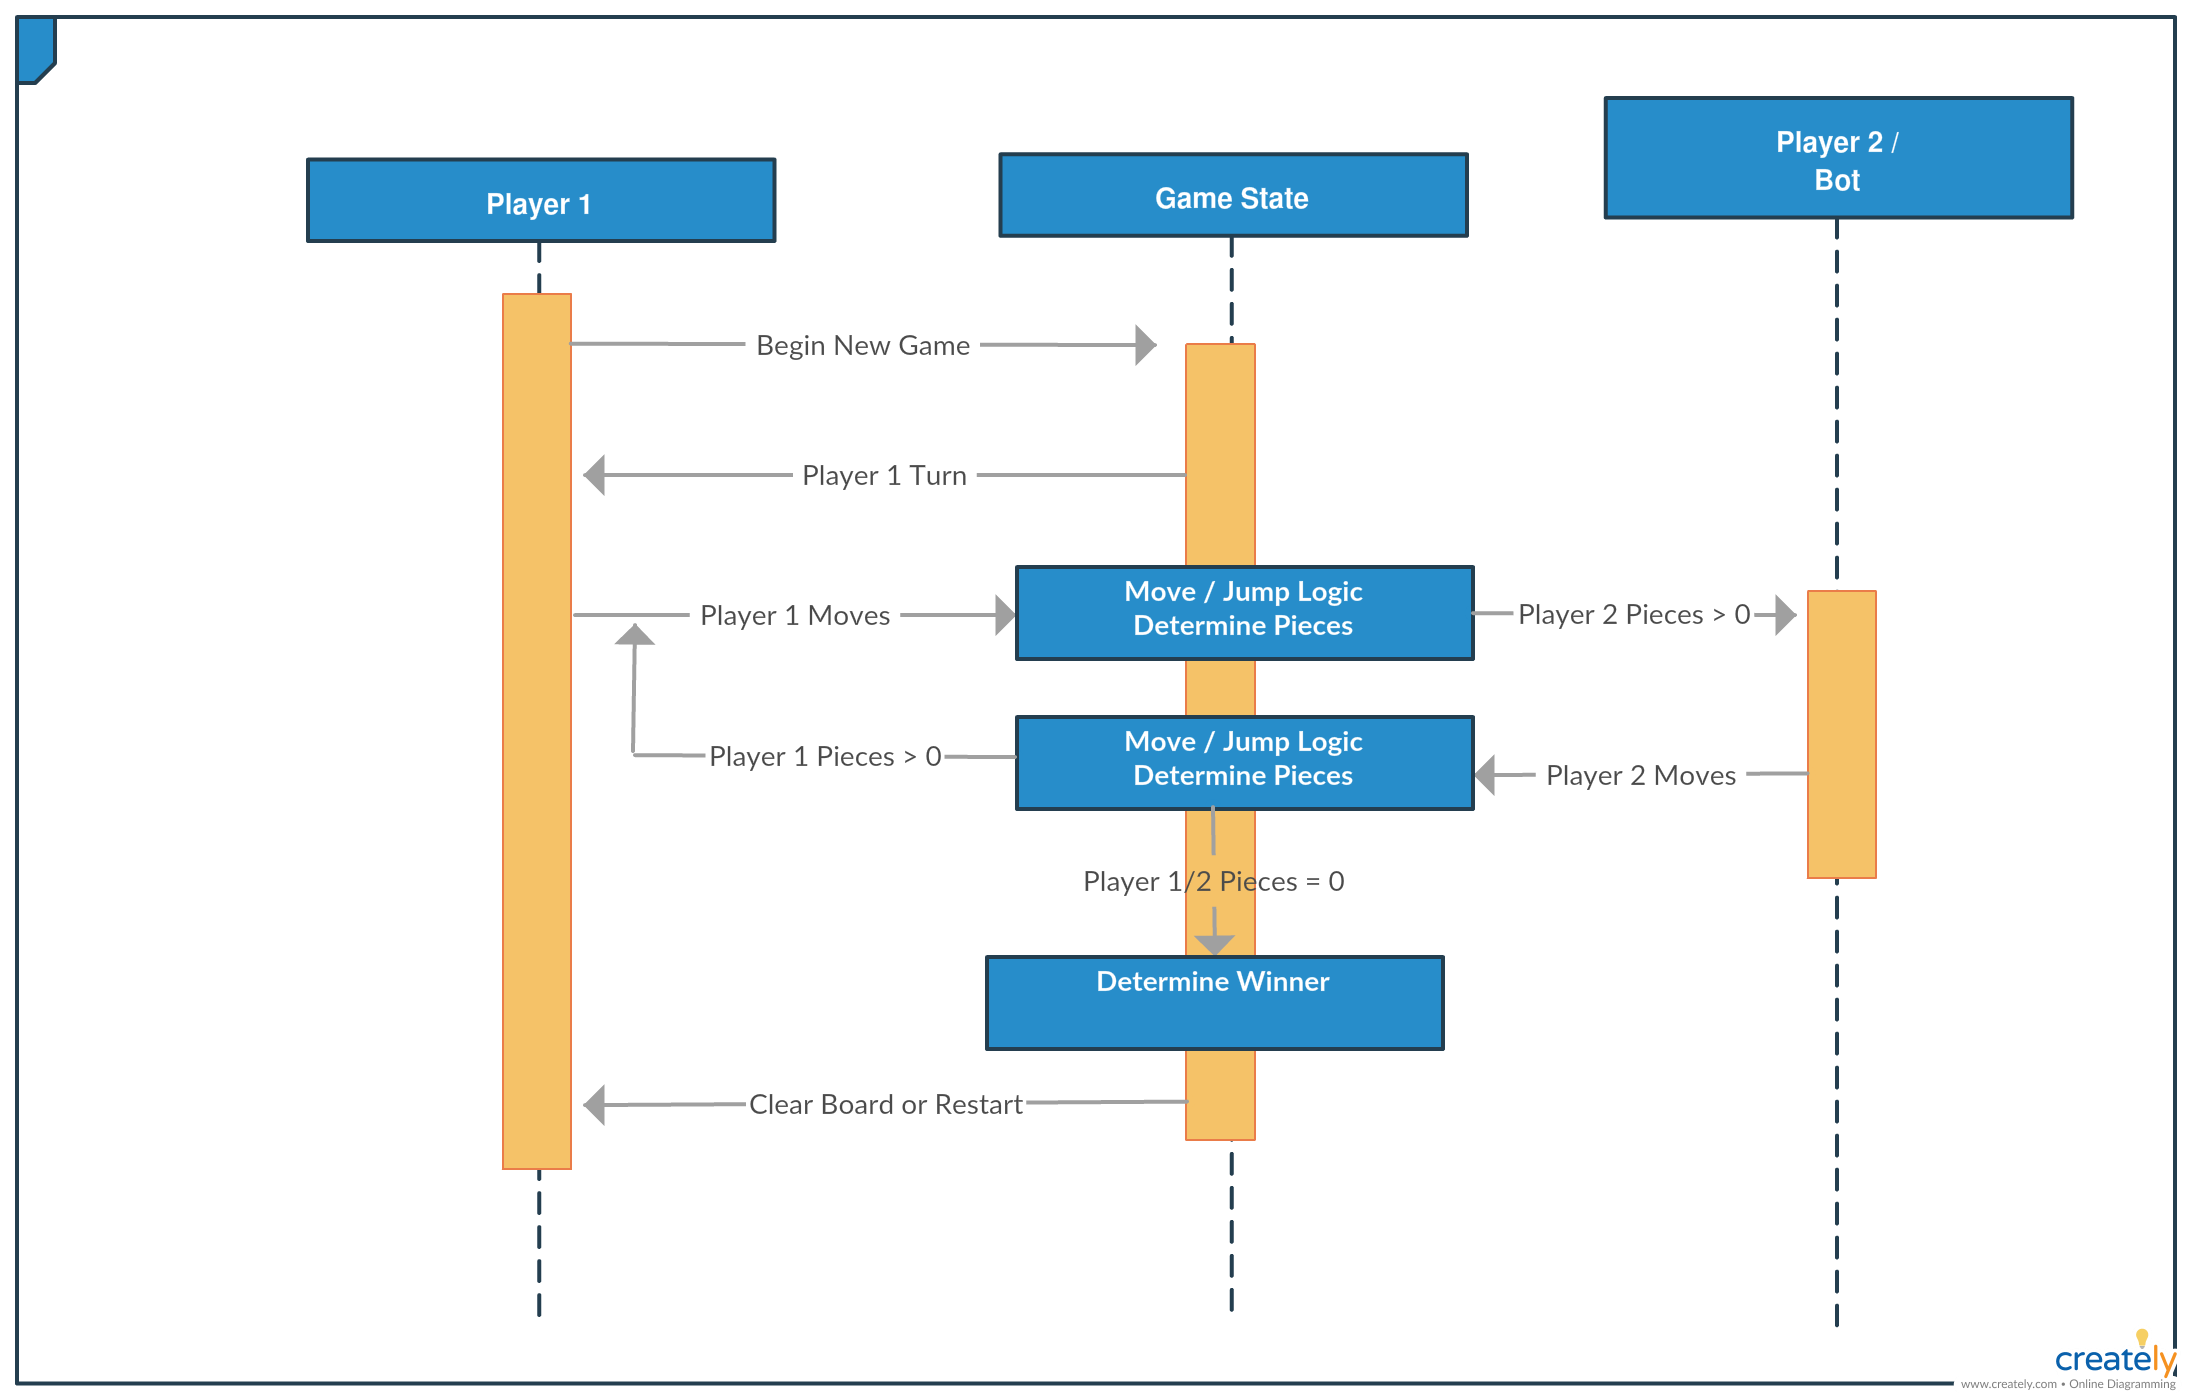 Player 1
Game State
Player 2 /
Bot
Begin New Game
Player 1 Turn
Player 1 Moves
Move / Jump Logic
Determine Pieces
Player 2 Pieces > 0
Player 1 Pieces > 0
Move / Jump Logic
Determine Pieces
Player 2 Moves
Player 1/2 Pieces = 0
Determine Winner
Clear Board or Restart
creately
www.creately.com • Online Diagramming